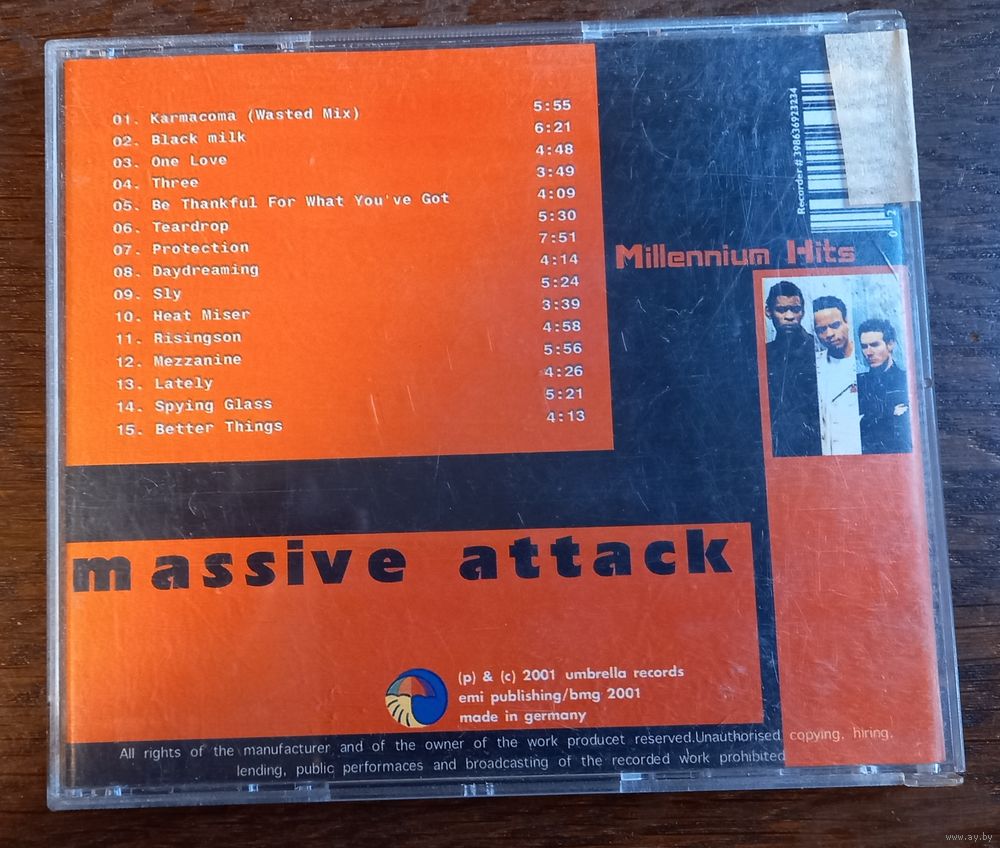 01. Karmacoma (Wasted Mix) 5:55
02. Black milk 6:21
03. One Love 4:48
04. Three 3:49
05. Be Thankful For What You've Got 4:09
06. Teardrop 5:30
07. Protection 7:51
08. Daydreaming 4:14
09. Sly 5:24
10. Heat Miser 3:39
11. Risingson 4:58
12. Mezzanine 5:56
13. Lately 4:26
14. Spying Glass 5:21
15. Better Things 4:13
Recorder # 398636923234
Millennium Hits
massive attack
(p) & (c) 2001 umbrella records
emi publishing/bmg 2001
made in germany
All rights of the manufacturer and of the owner of the work producet reserved.Unauthorised copying, hiring,
lending, public performaces and broadcasting of the recorded work prohibited
www.ay.by